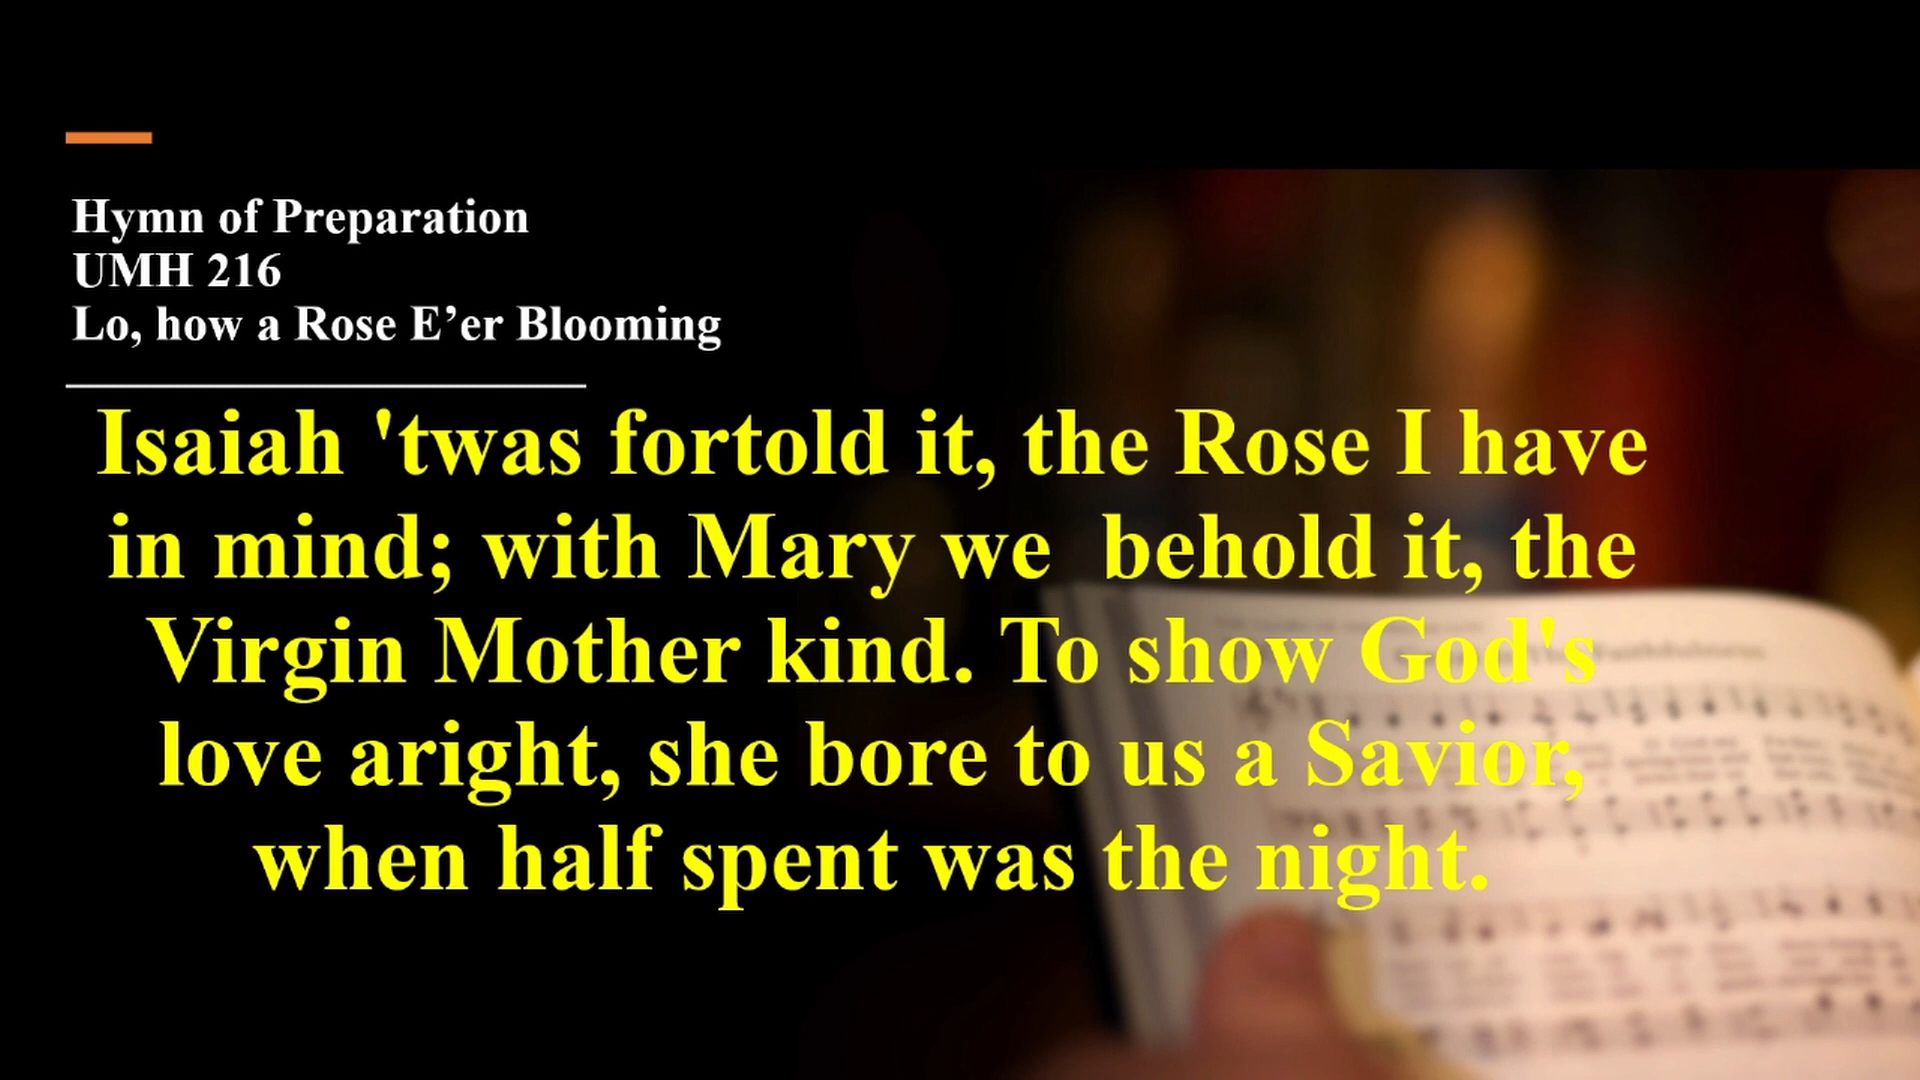 Hymn of Preparation
UMH 216
Lo, how a Rose E’er Blooming
Isaiah 'twas fortold it, the Rose I have
in mind; with Mary we  behold it, the
Virgin Mother kind. To show God's
love aright, she bore to us a Savior,
when half spent was the night.